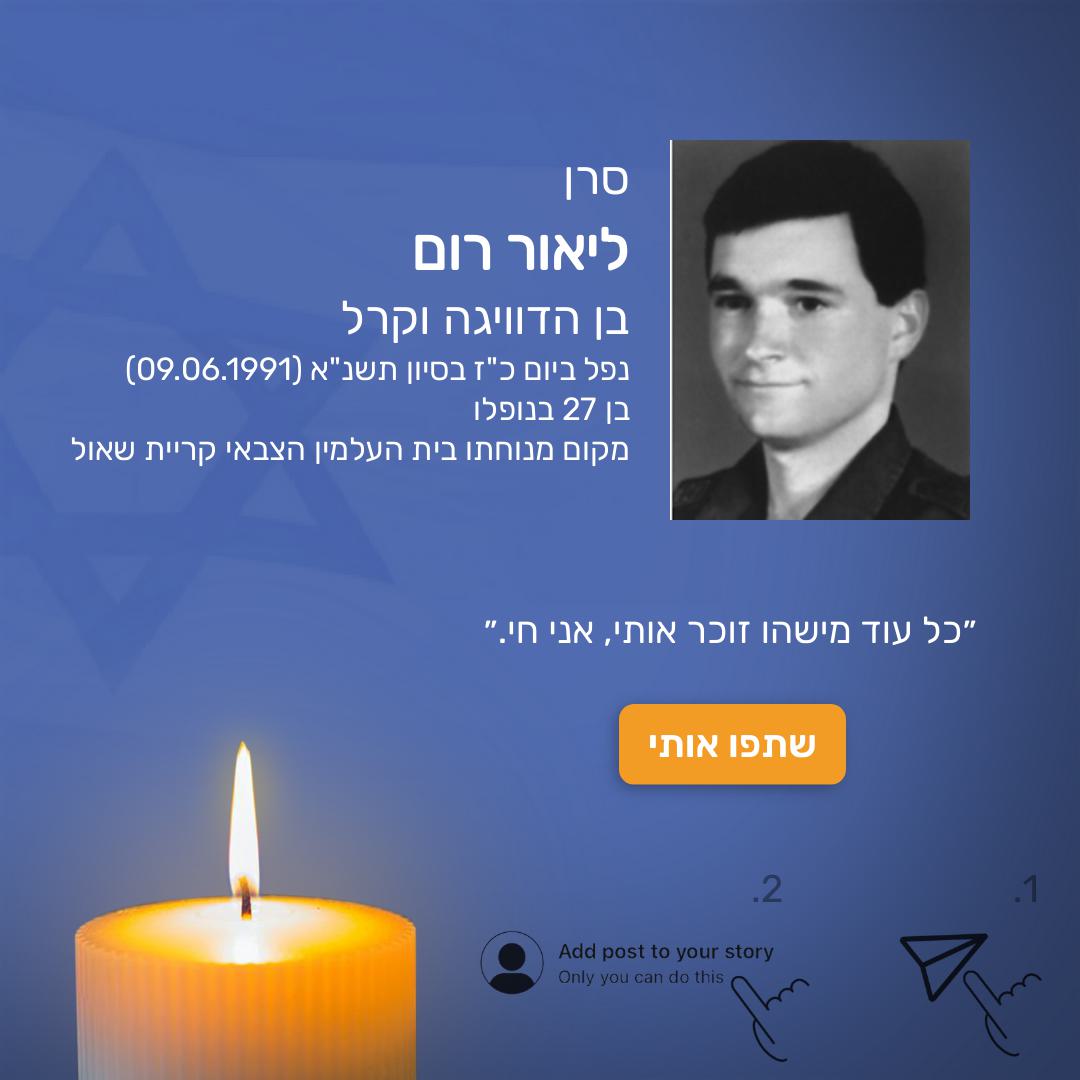 סרן
ליאור רום
בן הדוויגה וקרל
נפל ביום כ"ז בסיוון תשנ"א (09.06.1991)
בן 27 בנופלו
מקום מנוחתו בית העלמין הצבאי קריית שאול
״כל עוד מישהו זוכר אותי, אני חי.״
שתפו אותי
.1
.2
Add post to your story
Only you can do this